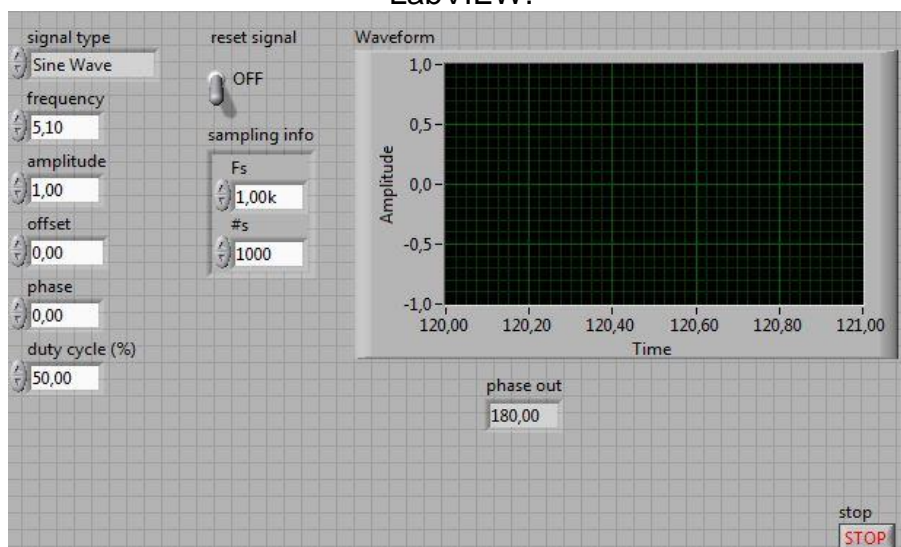 LabVIEW.
signal type
Sine Wave
frequency
5,10
amplitude
1,00
offset
0,00
phase
0,00
duty cycle (%)
50,00
reset signal
OFF
sampling info
Fs
1,00k
#s
1000
Waveform
Amplitude
1,0
0,5
0,0
-0,5
-1,0
120,00 120,20 120,40 120,60 120,80 121,00
Time
phase out
180,00
stop
STOP